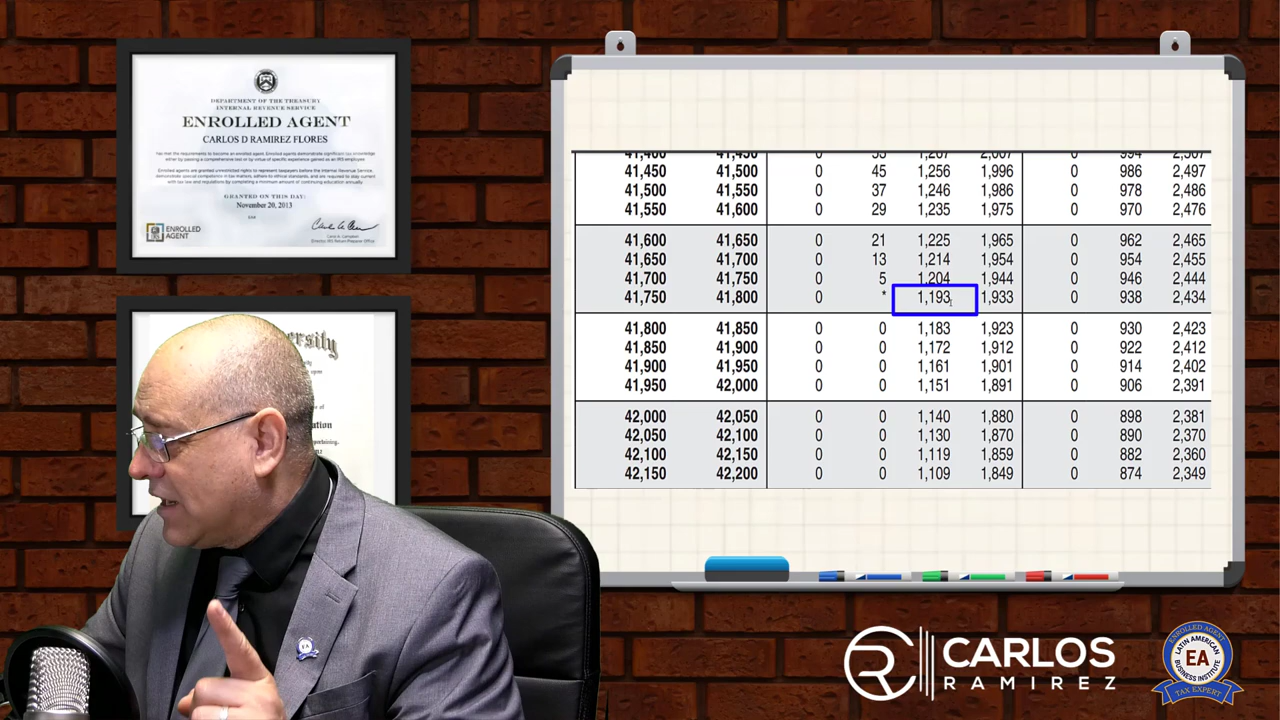 DEPARTMENT OF THE TREASURY
INTERNAL REVENUE SERVICE
ENROLLED AGENT
CARLOS D RAMIREZ FLORES
GRANTED ON THIS DAY:
November 20, 2013
ENROLLED
AGENT
41,450 41,500 0 45 1,256 1,996 0 986 2,497
41,500 41,550 0 37 1,246 1,986 0 978 2,486
41,550 41,600 0 29 1,235 1,975 0 970 2,476
41,600 41,650 0 21 1,225 1,965 0 962 2,465
41,650 41,700 0 13 1,214 1,954 0 954 2,455
41,700 41,750 0 5 1,204 1,944 0 946 2,444
41,750 41,800 0 * 1,193 1,933 0 938 2,434
41,800 41,850 0 0 1,183 1,923 0 930 2,423
41,850 41,900 0 0 1,172 1,912 0 922 2,412
41,900 41,950 0 0 1,161 1,901 0 914 2,402
41,950 42,000 0 0 1,151 1,891 0 906 2,391
42,000 42,050 0 0 1,140 1,880 0 898 2,381
42,050 42,100 0 0 1,130 1,870 0 890 2,370
42,100 42,150 0 0 1,119 1,859 0 882 2,360
42,150 42,200 0 0 1,109 1,849 0 874 2,349
EA
CARLOS
RAMIREZ
ENROLLED AGENT
LATIN AMERICAN
EA
BUSINESS INSTITUTE
TAX EXPERT